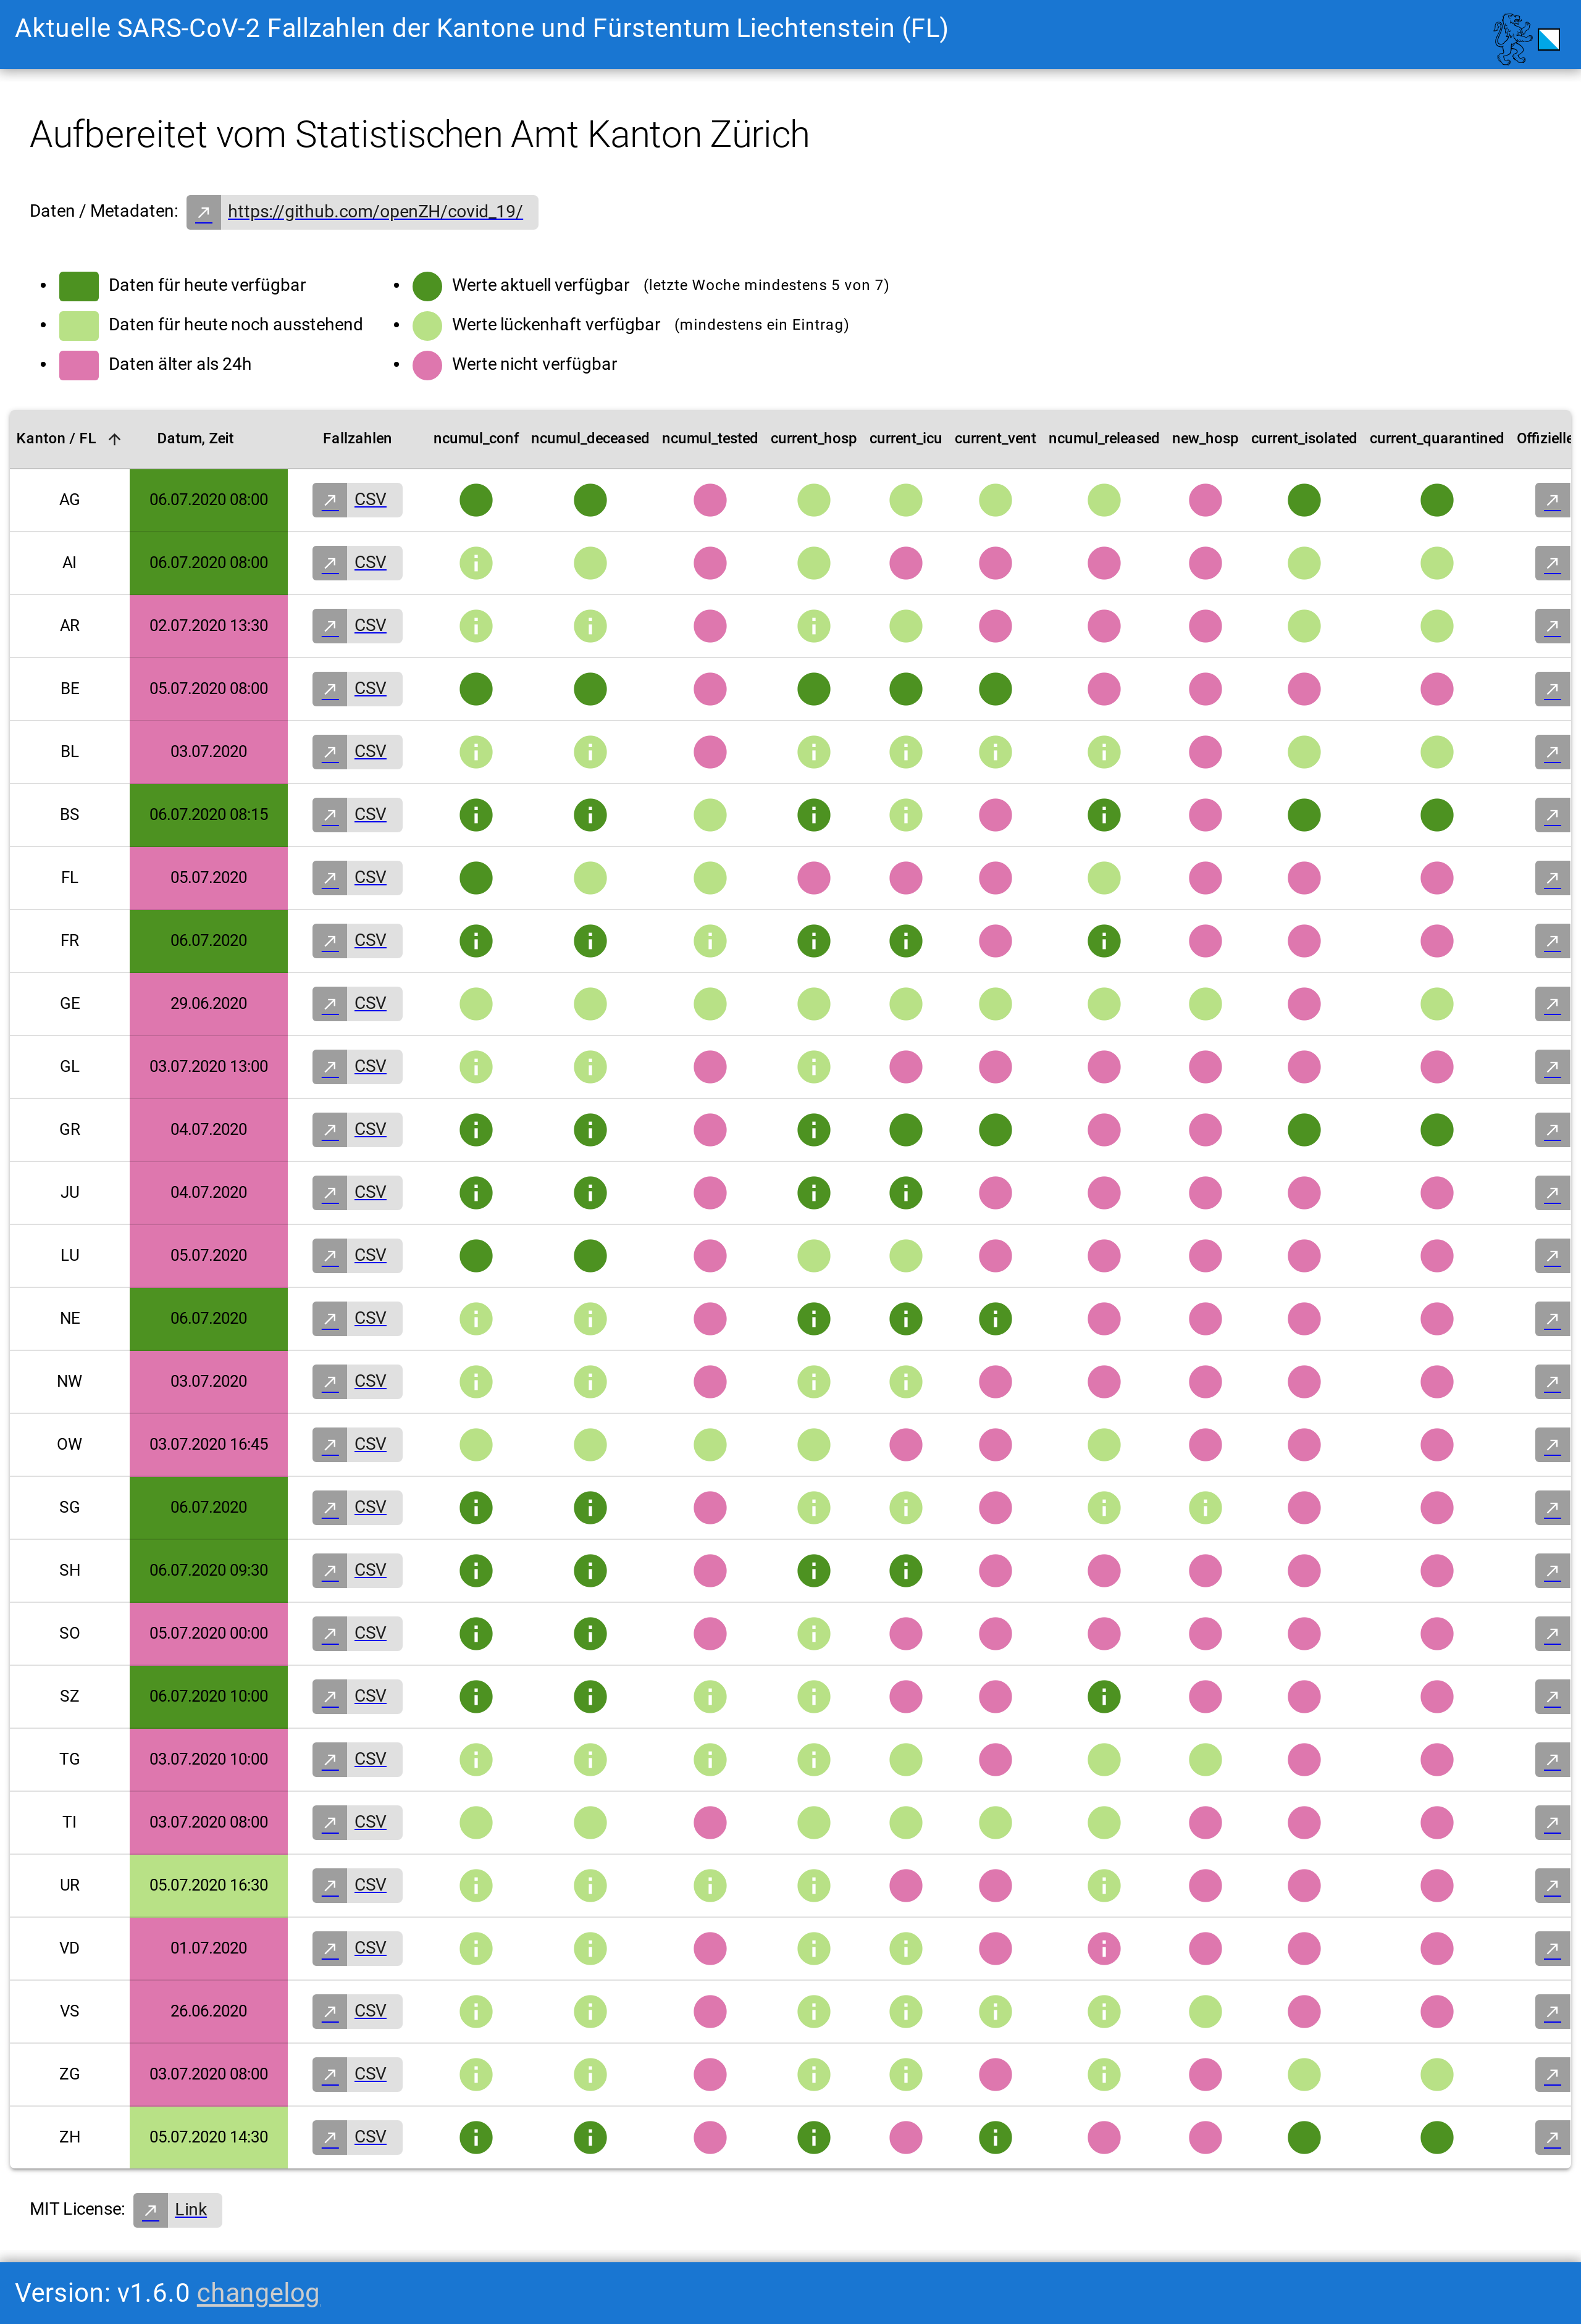 Aktuelle SARS-CoV-2 Fallzahlen der Kantone und Fürstentum Liechtenstein (FL)
Aufbereitet vom Statistischen Amt Kanton Zürich
Daten / Metadaten: https://github.com/openZH/covid_19/
Daten für heute verfügbar
Daten für heute noch ausstehend
Daten älter als 24h
Werte aktuell verfügbar (letzte Woche mindestens 5 von 7)
Werte lückenhaft verfügbar (mindestens ein Eintrag)
Werte nicht verfügbar
Kanton / FL Datum, Zeit Fallzahlen ncumul_conf ncumul_deceased ncumul_tested current_hosp current_icu current_vent ncumul_released new_hosp current_isolated current_quarantined Offizielle
AG 06.07.2020 08:00 CSV
AI 06.07.2020 08:00 CSV
AR 02.07.2020 13:30 CSV
BE 05.07.2020 08:00 CSV
BL 03.07.2020 CSV
BS 06.07.2020 08:15 CSV
FL 05.07.2020 CSV
FR 06.07.2020 CSV
GE 29.06.2020 CSV
GL 03.07.2020 13:00 CSV
GR 04.07.2020 CSV
JU 04.07.2020 CSV
LU 05.07.2020 CSV
NE 06.07.2020 CSV
NW 03.07.2020 CSV
OW 03.07.2020 16:45 CSV
SG 06.07.2020 CSV
SH 06.07.2020 09:30 CSV
SO 05.07.2020 00:00 CSV
SZ 06.07.2020 10:00 CSV
TG 03.07.2020 10:00 CSV
TI 03.07.2020 08:00 CSV
UR 05.07.2020 16:30 CSV
VD 01.07.2020 CSV
VS 26.06.2020 CSV
ZG 03.07.2020 08:00 CSV
ZH 05.07.2020 14:30 CSV
MIT License: Link
Version: v1.6.0 changelog